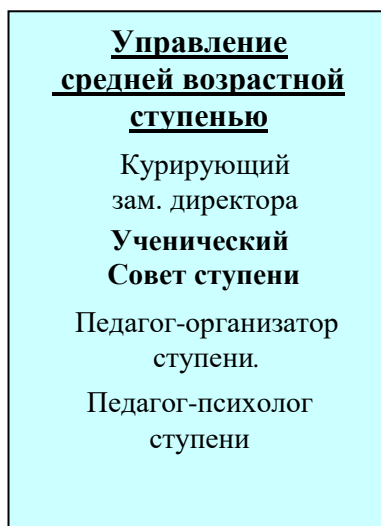 Управление
средней возрастной
ступенью
Курирующий
зам. директора
Ученический
Совет ступени
Педагог-организатор
ступени.
Педагог-психолог
ступени